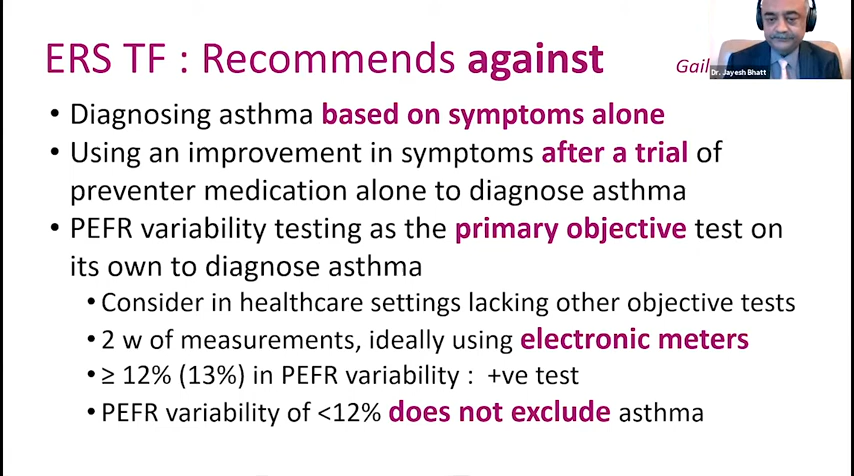 ERS TF : Recommends against
Gail
Dr. Jayesh Bhatt
• Diagnosing asthma based on symptoms alone
• Using an improvement in symptoms after a trial of
preventer medication alone to diagnose asthma
• PEFR variability testing as the primary objective test on
its own to diagnose asthma
• Consider in healthcare settings lacking other objective tests
• 2 w of measurements, ideally using electronic meters
• ≥ 12% (13%) in PEFR variability : +ve test
• PEFR variability of <12% does not exclude asthma